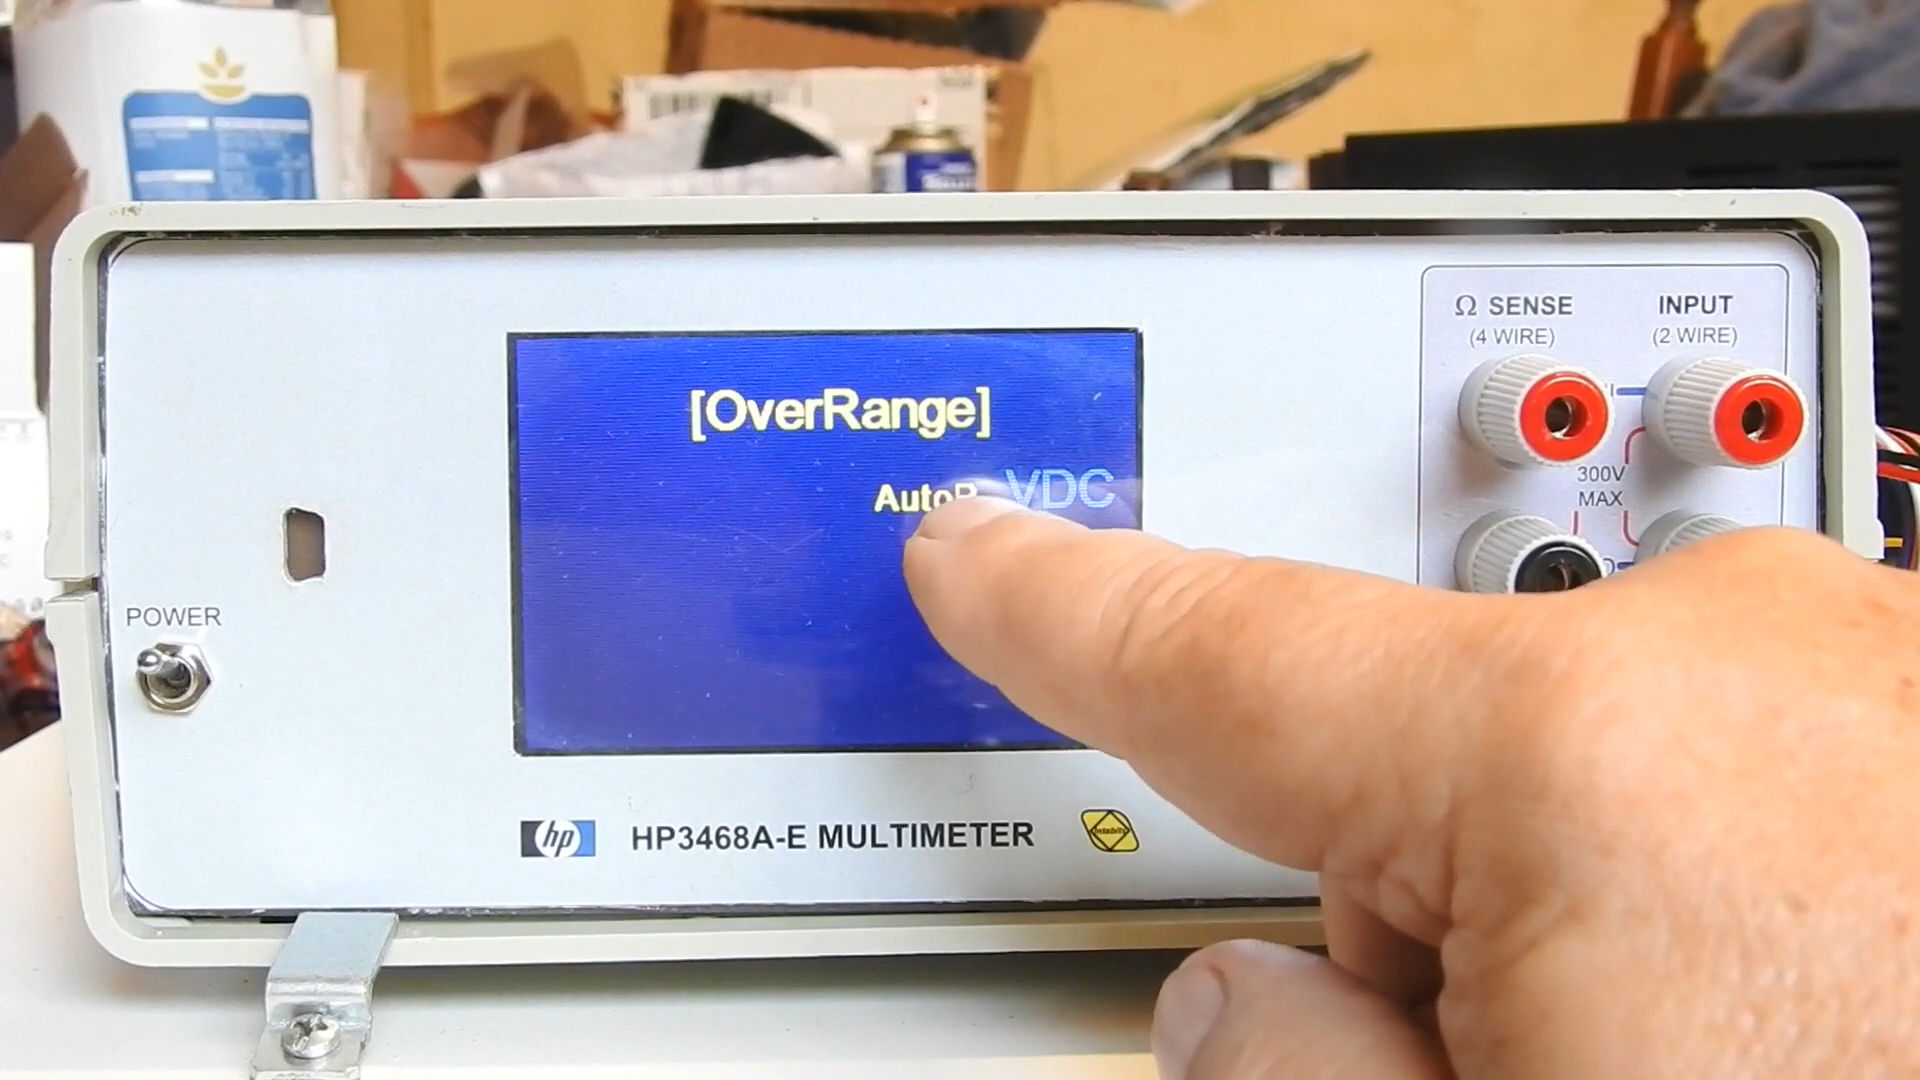 Ω SENSE
(4 WIRE)
INPUT
(2 WIRE)
[OverRange]
300V
MAX
VDC
POWER
hp
HP3468A-E MULTIMETER